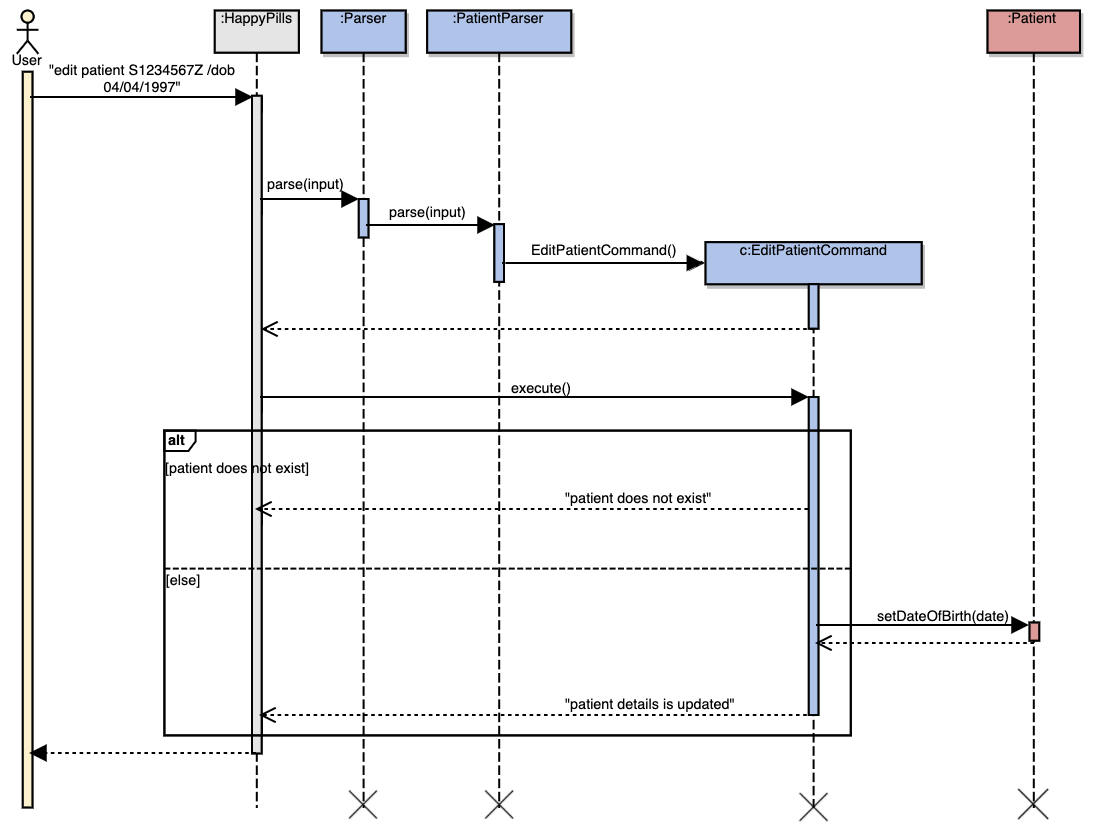 :HappyPills
:Parser
:PatientParser
:Patient
User
"edit patient S1234567Z /dob
04/04/1997"
parse(input)
parse(input)
EditPatientCommand()
c:EditPatientCommand
execute()
alt
[patient does not exist]
"patient does not exist"
[else]
setDateOfBirth(date)
"patient details is updated"